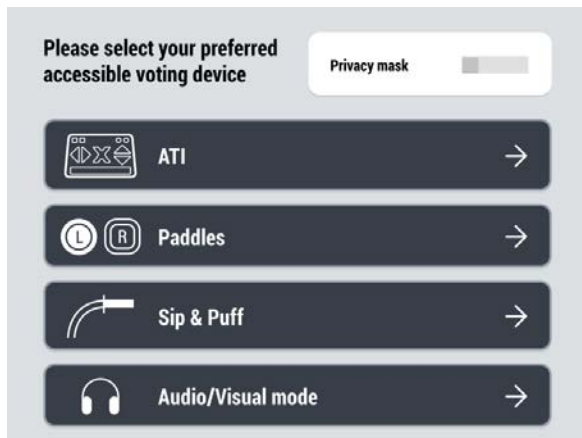 Please select your preferred
accessible voting device
Privacy mask
ATI
L R Paddles
Sip & Puff
Audio/Visual mode